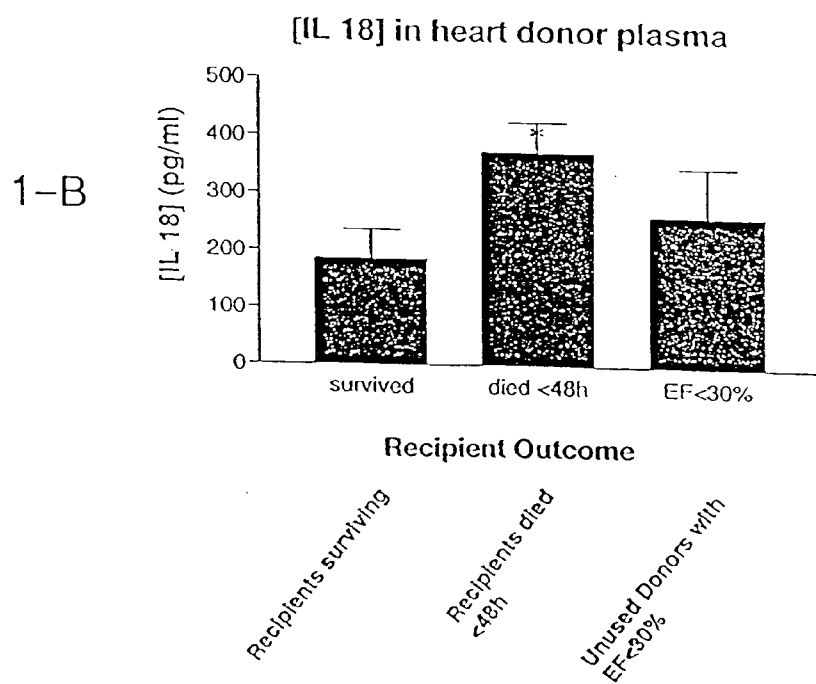 [IL 18] in heart donor plasma
1-B
[IL 18] (pg/ml)
500
400
300
200
100
0
*
survived died <48h EF<30%
Recipient Outcome
Recipients surviving
Recipients died
<48h
Unused Donors with
EF<30%